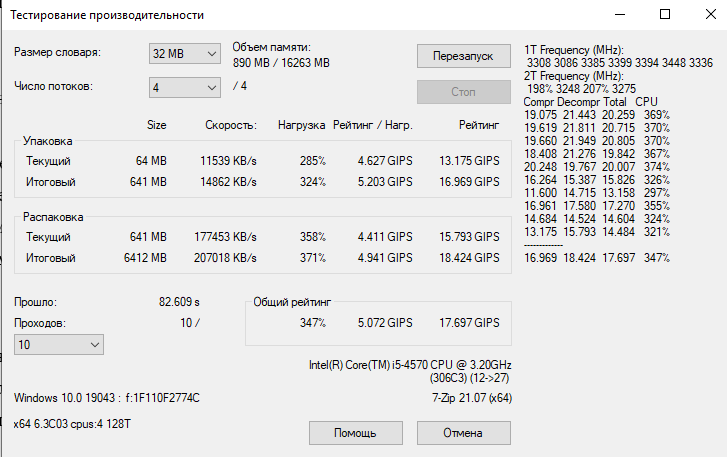 Тестирование производительности
Размер словаря: 32 MB Объем памяти: 890 MB / 16263 MB Перезапуск
Число потоков: 4 / 4 Стоп
Size Скорость: Нагрузка Рейтинг / Нагр. Рейтинг
Упаковка
Текущий 64 MB 11539 KB/s 285% 4.627 GIPS 13.175 GIPS
Итоговый 641 MB 14862 KB/s 324% 5.203 GIPS 16.969 GIPS
Распаковка
Текущий 641 MB 177453 KB/s 358% 4.411 GIPS 15.793 GIPS
Итоговый 6412 MB 207018 KB/s 371% 4.941 GIPS 18.424 GIPS
Прошло: 82.609 s
Проходов: 10 /
10
Общий рейтинг
347% 5.072 GIPS 17.697 GIPS
Intel(R) Core(TM) i5-4570 CPU @ 3.20GHz
(306C3) (12->27)
Windows 10.0 19043 : f:1F110F2774C 7-Zip 21.07 (x64)
x64 6.3C03 cpus:4 128T
Помощь Отмена
1T Frequency (MHz):
3308 3086 3385 3399 3394 3448 3336
2T Frequency (MHz):
198% 3248 207% 3275
Compr Decompr Total CPU
19.075 21.443 20.259 369%
19.619 21.811 20.715 370%
19.660 21.949 20.805 370%
18.408 21.276 19.842 367%
20.248 19.767 20.007 374%
16.264 15.387 15.826 326%
11.600 14.715 13.158 297%
16.961 17.580 17.270 355%
14.684 14.524 14.604 324%
13.175 15.793 14.484 321%
-------------
16.969 18.424 17.697 347%